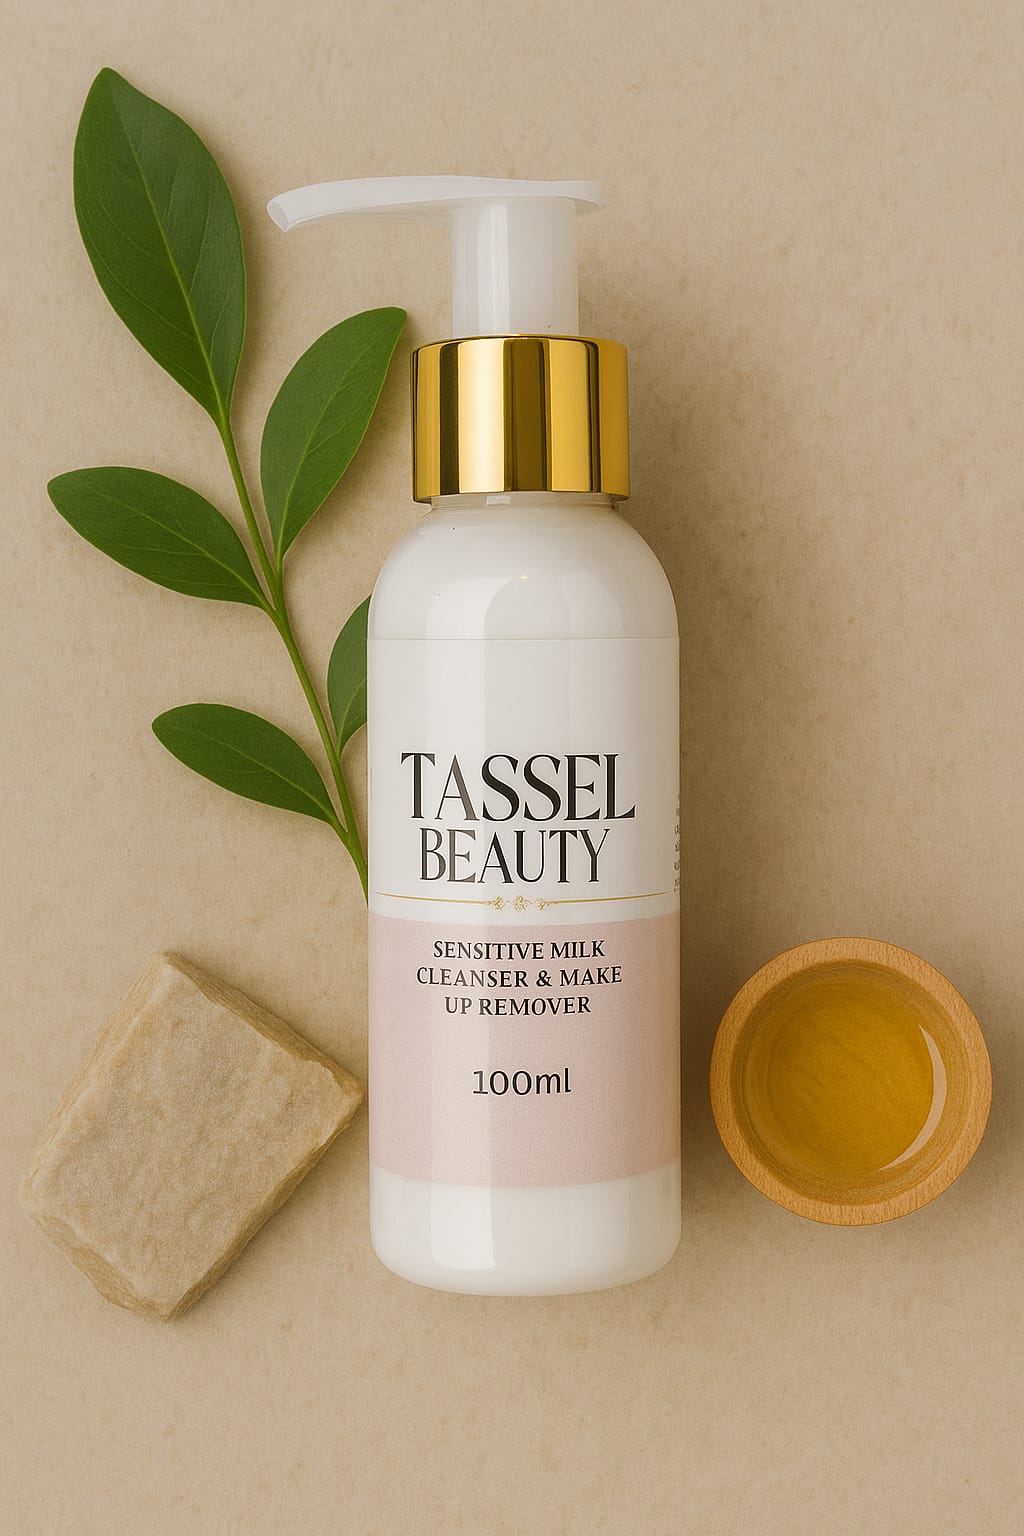 TASSEL
BEAUTY
SENSITIVE MILK
CLEANSER & MAKE
UP REMOVER
100ml